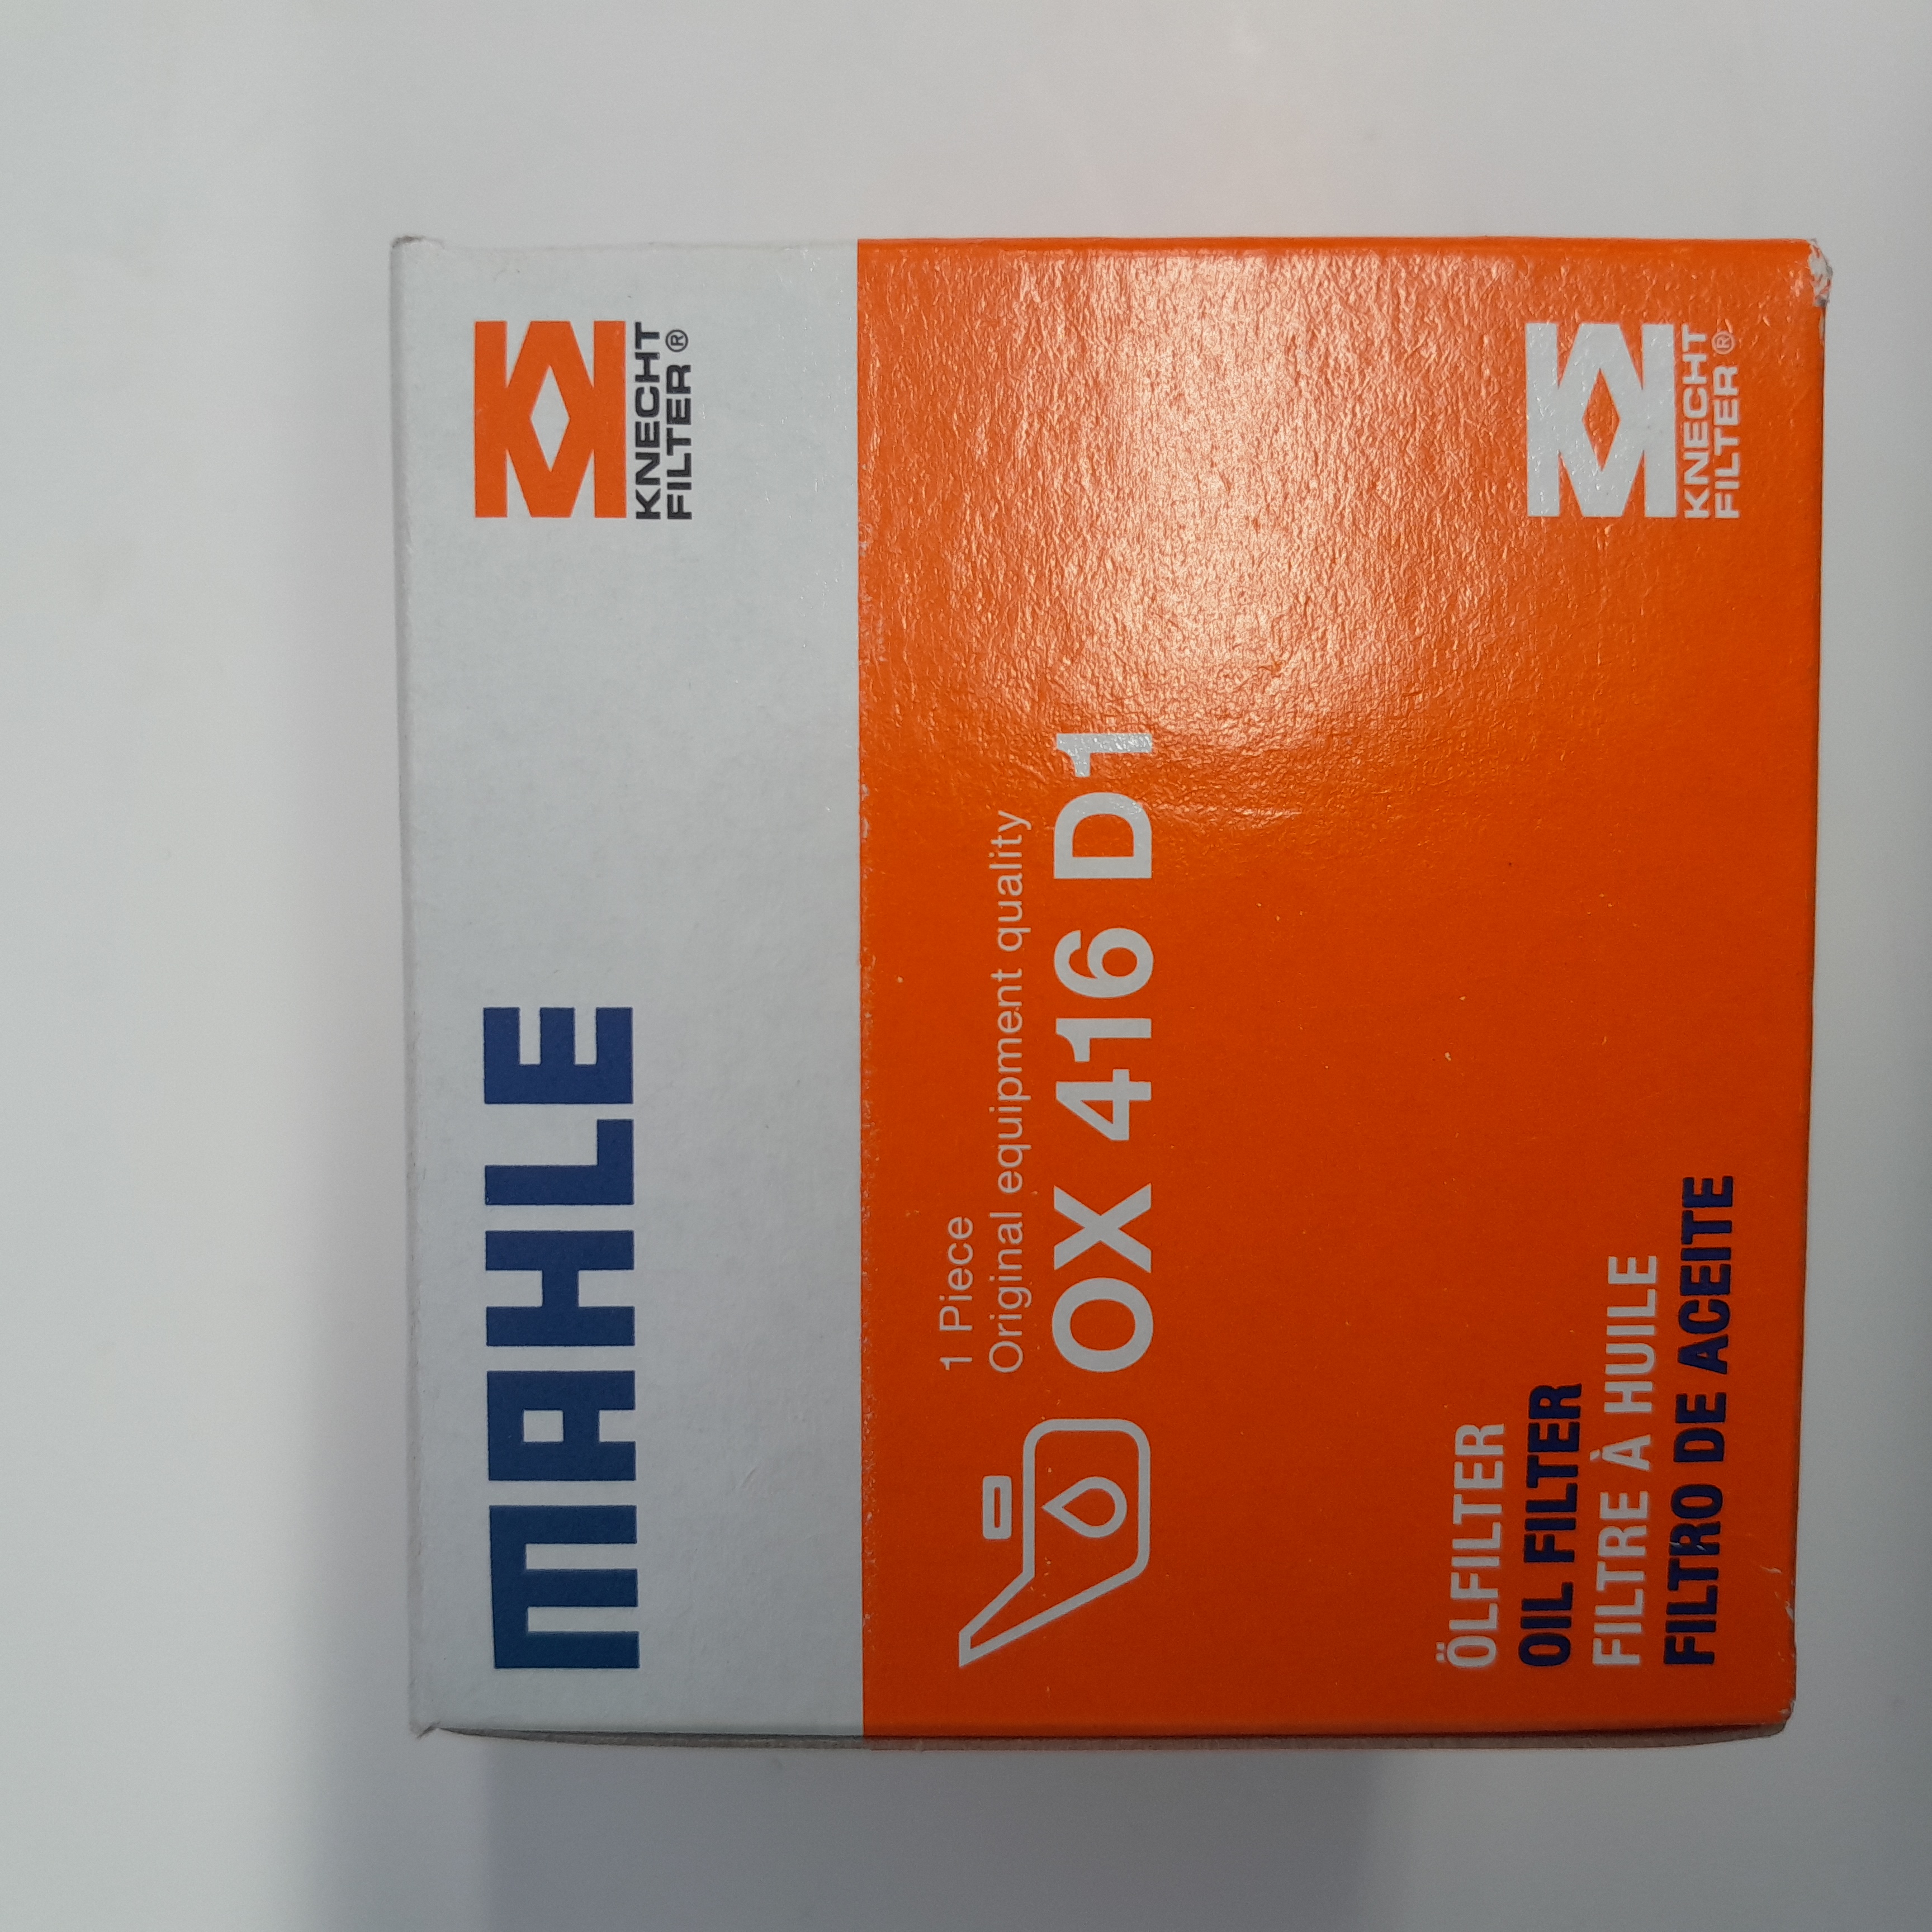 MAHLE
KNECHT
FILTER®
1 Piece
Original equipment quality
OX 416 D1
ÖLFILTER
OIL FILTER
FILTRE À HUILE
FILTRO DE ACEITE
KNECHT
FILTER®